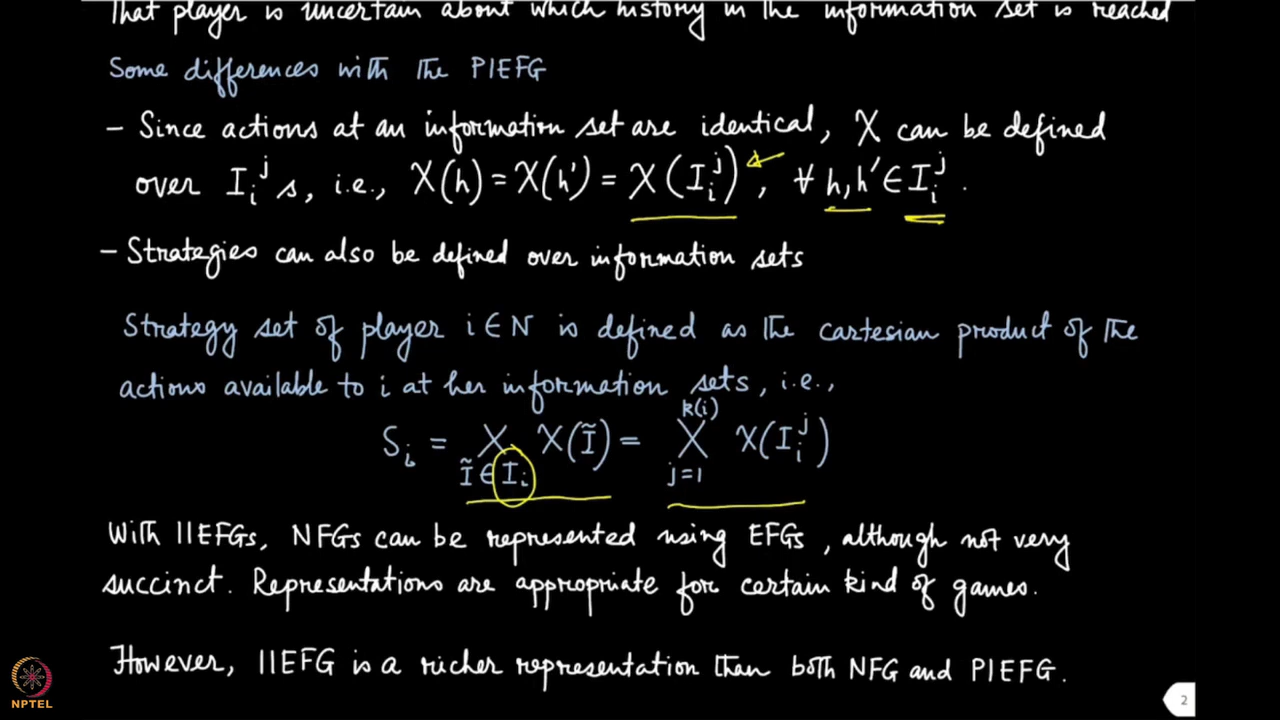 That player is uncertain about which history in the information set is reached
Some differences with the PIEFG
- Since actions at an information set are identical, X can be defined
over I_i^j s, i.e., X(h) = X(h') = X(I_i^j), ∀ h, h' ∈ I_i^j.
- Strategies can also be defined over information sets
Strategy set of player i ∈ N is defined as the cartesian product of the
actions available to i at her information sets, i.e.,
S_i = X_{Ĩ ∈ I_i} X(Ĩ) = X_{j=1}^{k(i)} X(I_i^j)
With IIEFGs, NFGs can be represented using EFGs, although not very
succinct. Representations are appropriate for certain kind of games.
However, IIEFG is a richer representation than both NFG and PIEFG.
NPTEL
2